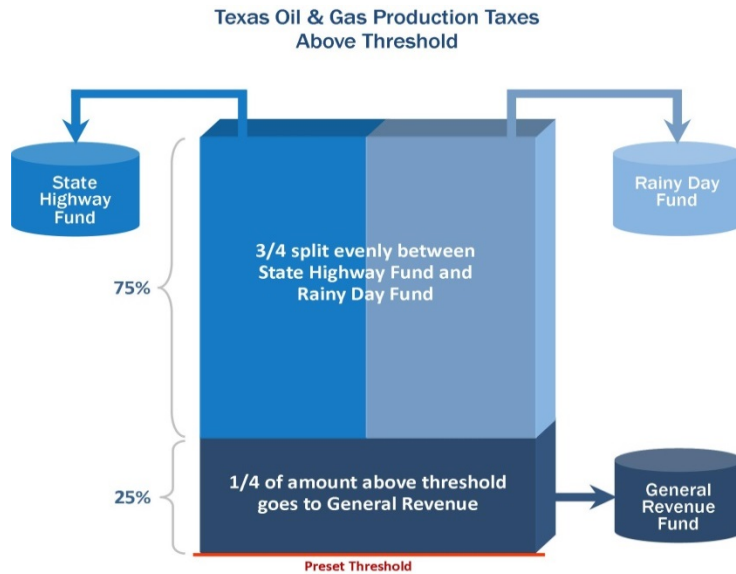 Texas Oil & Gas Production Taxes
Above Threshold
State
Highway
Fund
Rainy Day
Fund
3/4 split evenly between
State Highway Fund and
Rainy Day Fund
75%
1/4 of amount above threshold
goes to General Revenue
25%
General
Revenue
Fund
Preset Threshold